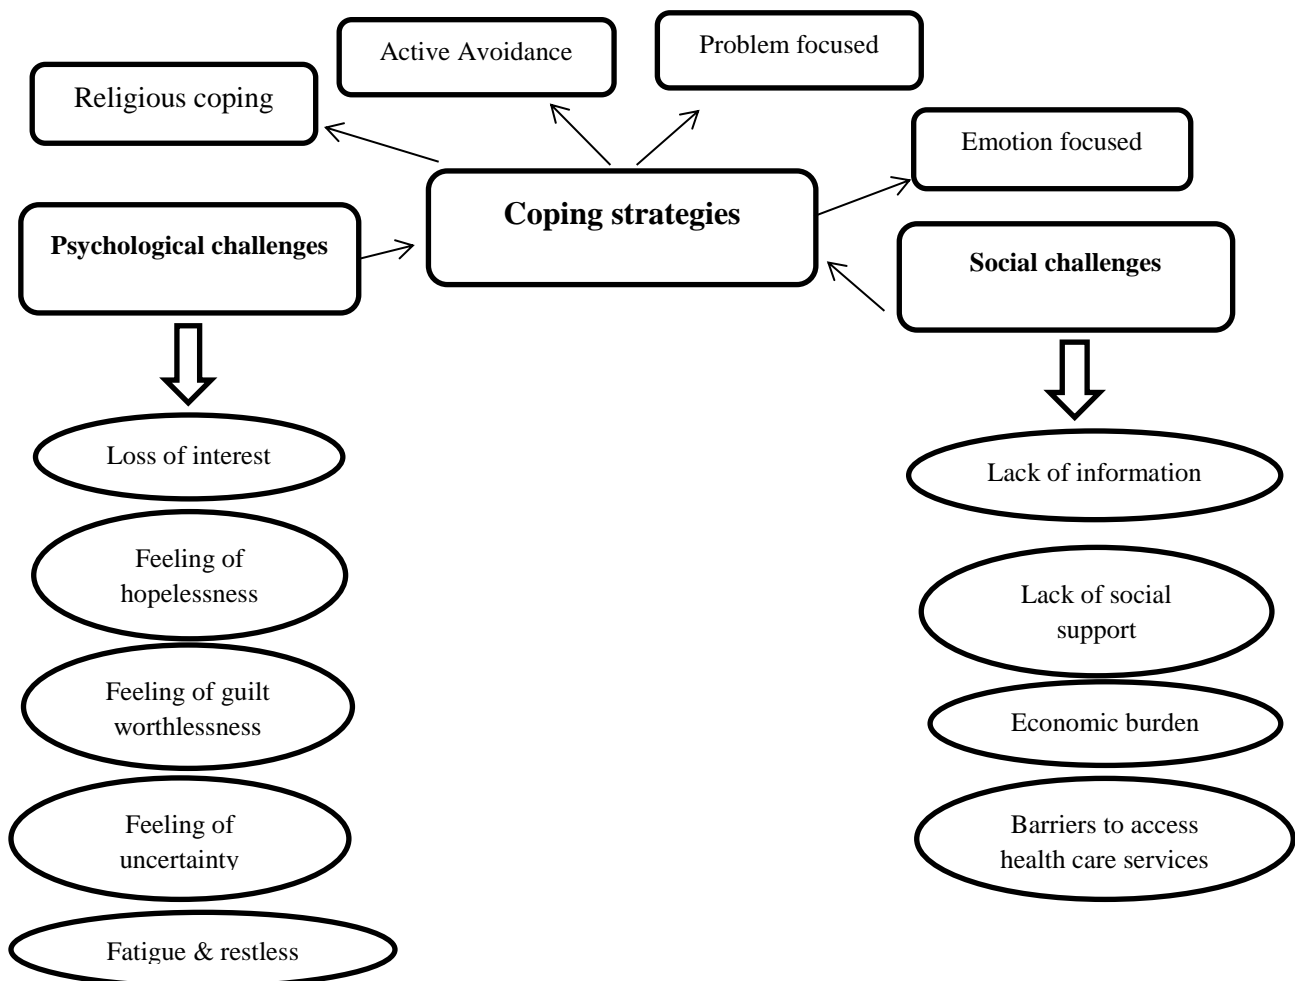 Active Avoidance
Problem focused
Religious coping
Emotion focused
Coping strategies
Psychological challenges
Social challenges
Loss of interest
Lack of information
Feeling of
hopelessness
Lack of social
support
Feeling of guilt
worthlessness
Economic burden
Feeling of
uncertainty
Barriers to access
health care services
Fatigue & restless